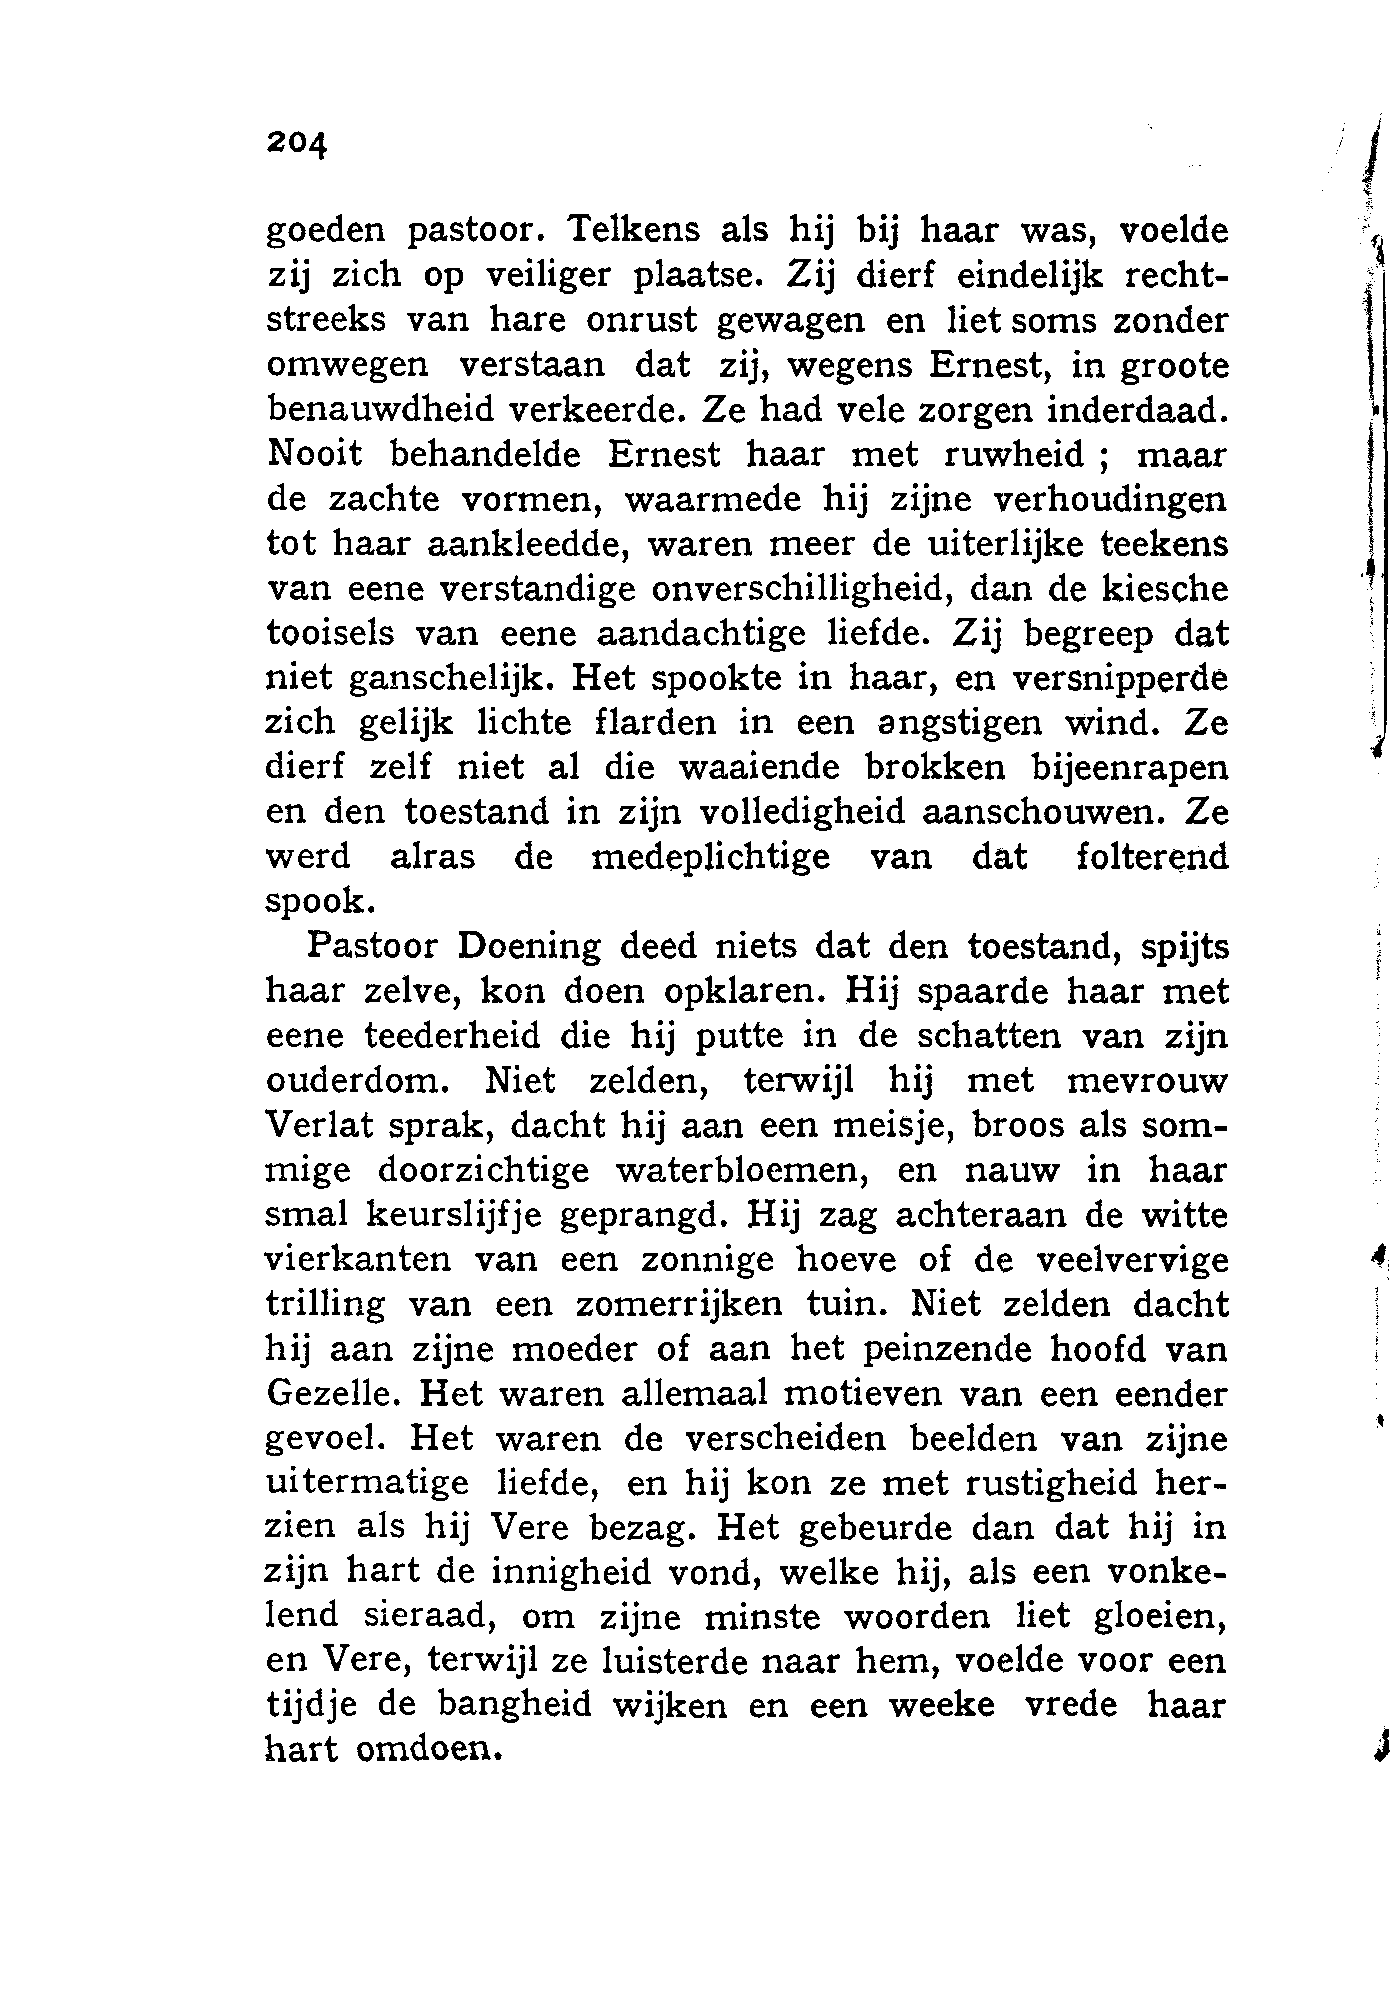 204
goeden pastoor. Telkens als hij bij haar was, voelde
zij zich op veiliger plaatse. Zij dierf eindelijk recht-
streeks van hare onrust gewagen en liet soms zonder
omwegen verstaan dat zij, wegens Ernest, in groote
benauwdheid verkeerde. Ze had vele zorgen inderdaad.
Nooit behandelde Ernest haar met ruwheid ; maar
de zachte vormen, waarmede hij zijne verhoudingen
tot haar aankleedde, waren meer de uiterlijke teekens
van eene verstandige onverschilligheid, dan de kiesche
tooisels van eene aandachtige liefde. Zij begreep dat
niet ganschelijk. Het spookte in haar, en versnipperde
zich gelijk lichte flarden in een angstigen wind. Ze
dierf zelf niet al die waaiende brokken bijeenrapen
en den toestand in zijn volledigheid aanschouwen. Ze
werd alras de medeplichtige van dat folterend
spook.
Pastoor Doening deed niets dat den toestand, spijts
haar zelve, kon doen opklaren. Hij spaarde haar met
eene teederheid die hij putte in de schatten van zijn
ouderdom. Niet zelden, terwijl hij met mevrouw
Verlat sprak, dacht hij aan een meisje, broos als som-
mige doorzichtige waterbloemen, en nauw in haar
smal keurslijfje geprangd. Hij zag achteraan de witte
vierkanten van een zonnige hoeve of de veelvervige
trilling van een zomerrijken tuin. Niet zelden dacht
hij aan zijne moeder of aan het peinzende hoofd van
Gezelle. Het waren allemaal motieven van een eender
gevoel. Het waren de verscheiden beelden van zijne
uitermatige liefde, en hij kon ze met rustigheid her-
zien als hij Vere bezag. Het gebeurde dan dat hij in
zijn hart de innigheid vond, welke hij, als een vonke-
lend sieraad, om zijne minste woorden liet gloeien,
en Vere, terwijl ze luisterde naar hem, voelde voor een
tijdje de bangheid wijken en een weeke vrede haar
hart omdoen.